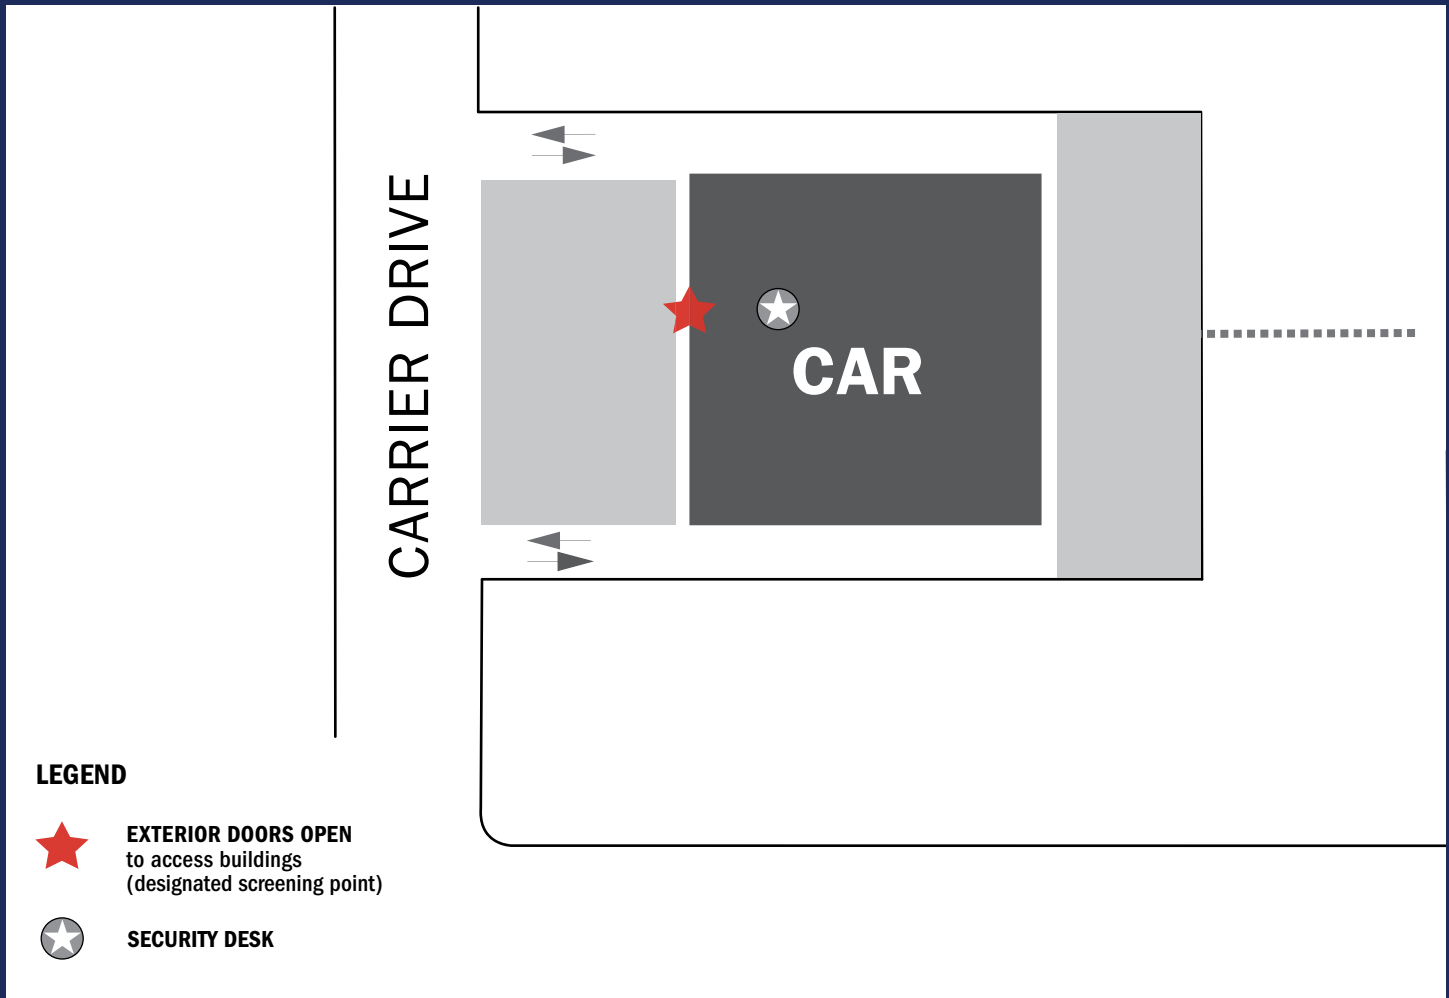 CARRIER DRIVE
CAR
LEGEND
EXTERIOR DOORS OPEN
to access buildings
(designated screening point)
SECURITY DESK